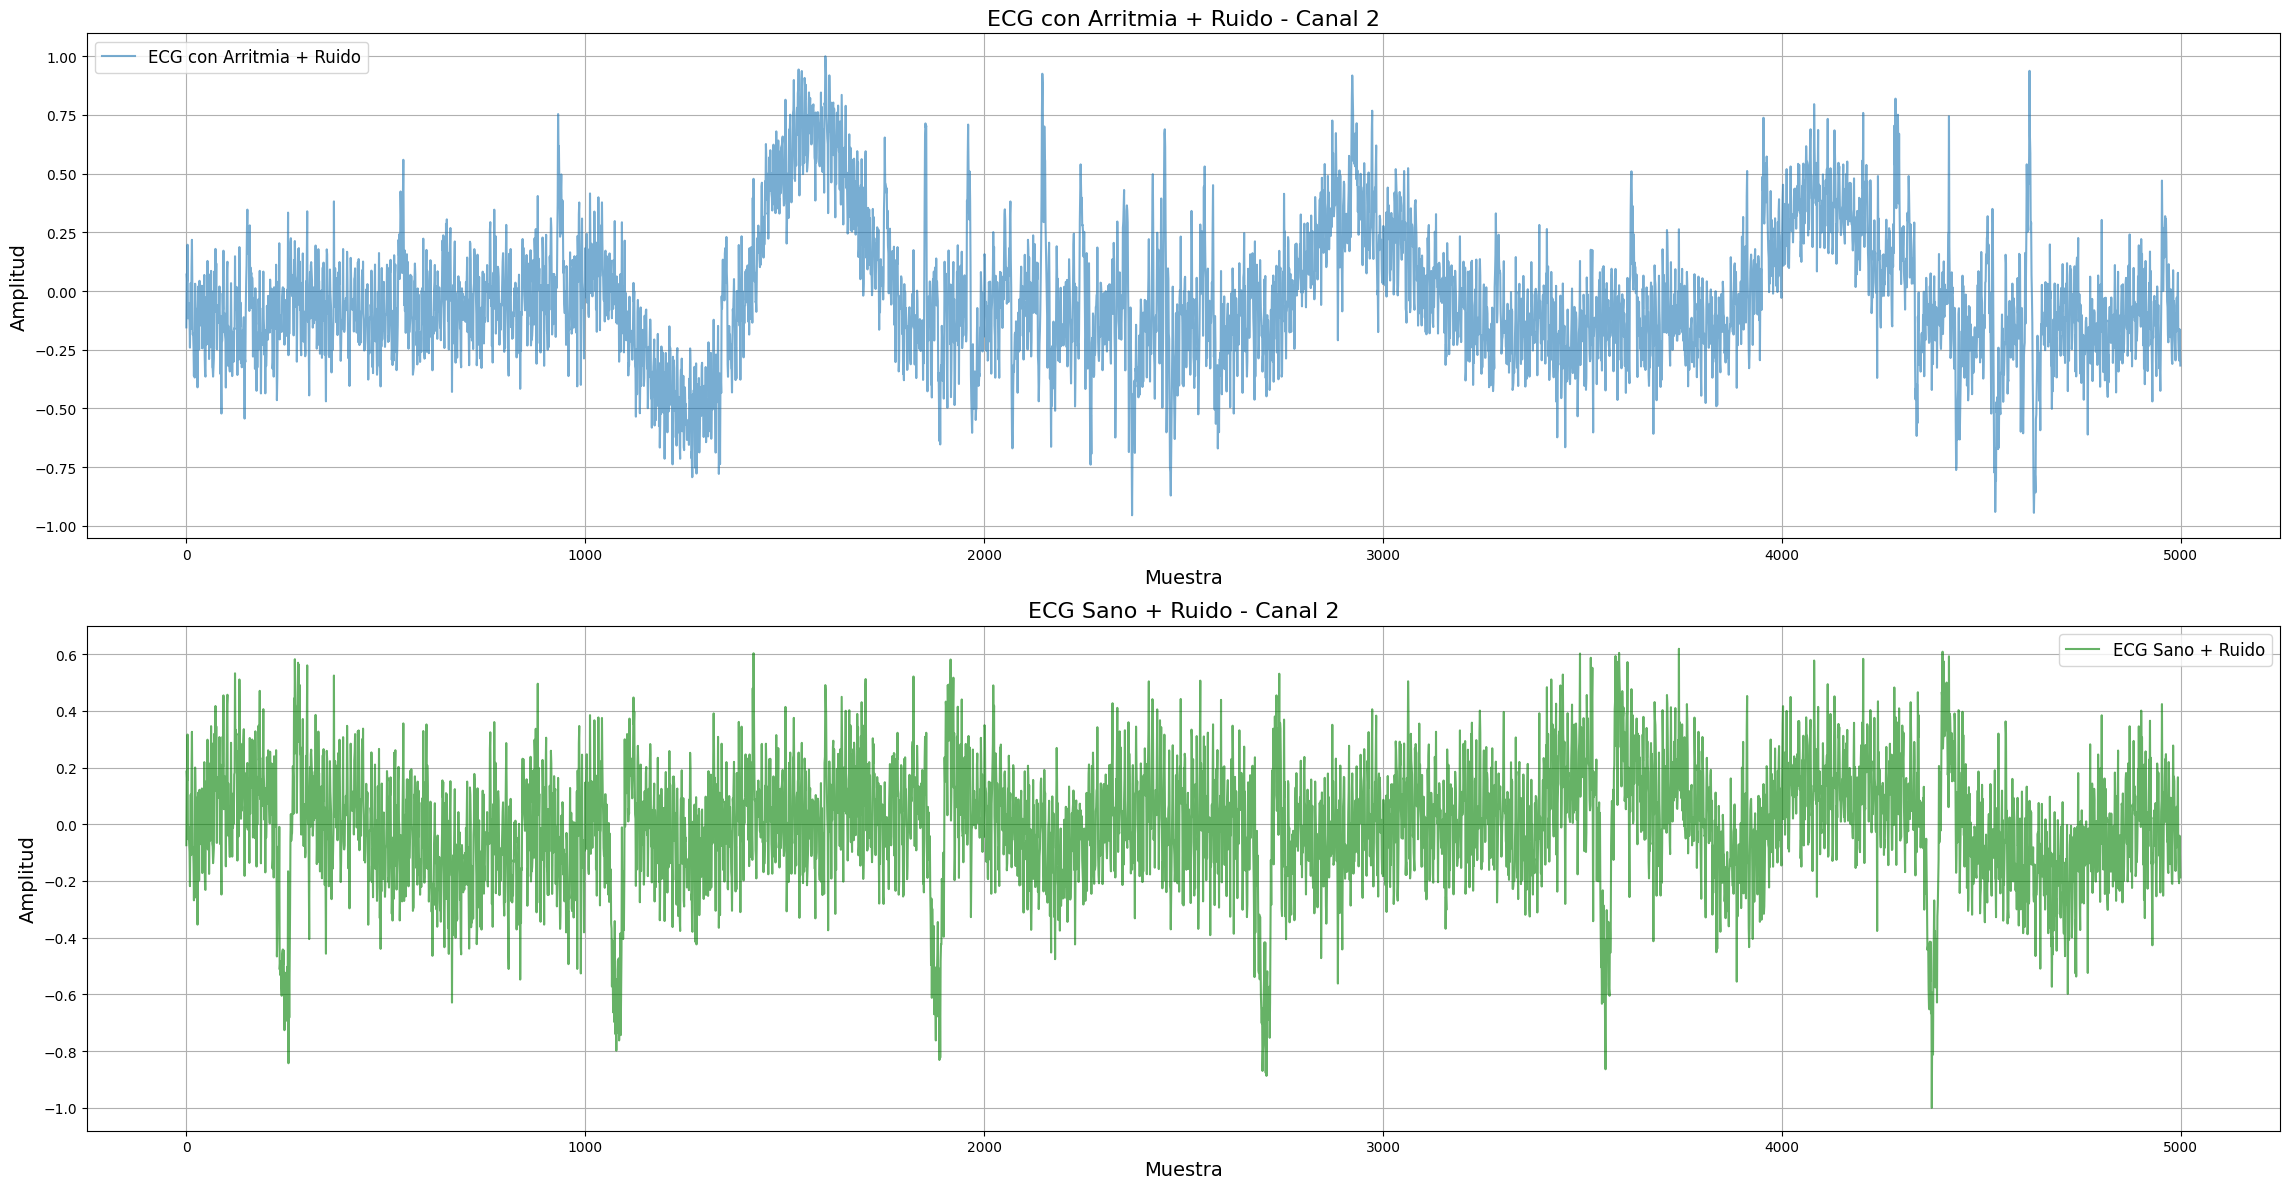 ECG con Arritmia + Ruido - Canal 2
ECG con Arritmia + Ruido
Amplitud
1.00
0.75
0.50
0.25
0.00
−0.25
−0.50
−0.75
−1.00
0 1000 2000 3000 4000 5000
Muestra
ECG Sano + Ruido - Canal 2
ECG Sano + Ruido
Amplitud
0.6
0.4
0.2
0.0
−0.2
−0.4
−0.6
−0.8
−1.0
0 1000 2000 3000 4000 5000
Muestra